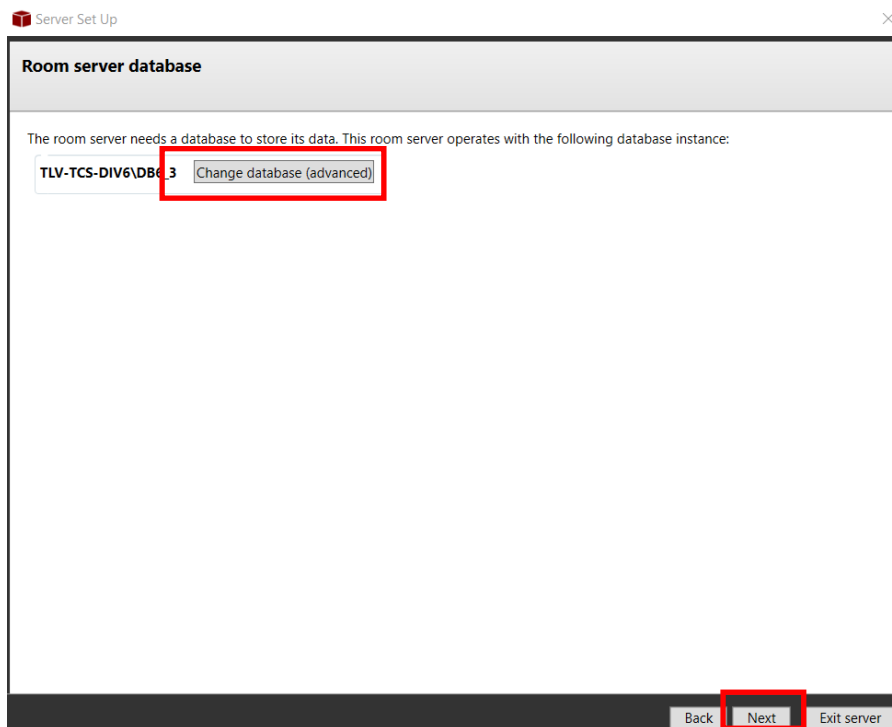 Server Set Up
Room server database
The room server needs a database to store its data. This room server operates with the following database instance:
TLV-TCS-DIV6\DB6_3 Change database (advanced)
Back Next Exit server